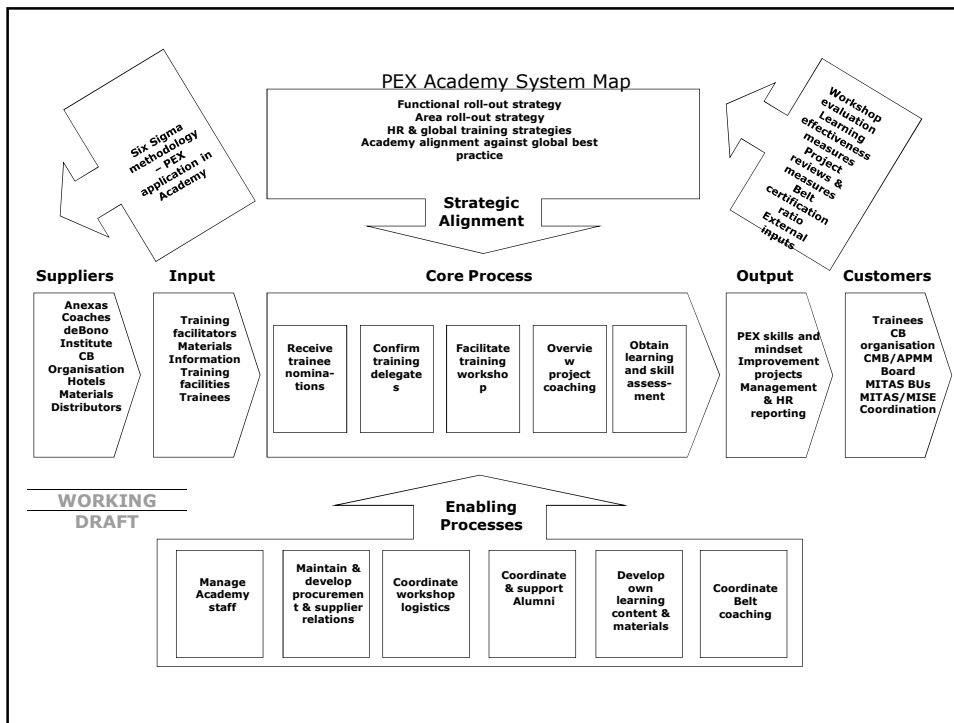 PEX Academy System Map
Functional roll-out strategy
Area roll-out strategy
HR & global training strategies
Academy alignment against global best
practice
Strategic
Alignment
Six Sigma
methodology
– PEX
application in
Academy
Workshop
evaluation
Learning
effectiveness
measures
Project
reviews &
measures
Belt
certification
ratio
External
inputs
Suppliers
Input
Core Process
Output
Customers
Anexas
Coaches
deBono
Institute
CB
Organisation
Hotels
Materials
Distributors
Training
facilitators
Materials
Information
Training
facilities
Trainees
Receive
trainee
nomina-
tions
Confirm
training
delegate
s
Facilitate
training
worksho
p
Overvie
w
project
coaching
Obtain
learning
and skill
assess-
ment
PEX skills and
mindset
Improvement
projects
Management
& HR
reporting
Trainees
CB
organisation
CMB/APMM
Board
MITAS BUs
MITAS/MISE
Coordination
WORKING
DRAFT
Enabling
Processes
Manage
Academy
staff
Maintain &
develop
procuremen
t & supplier
relations
Coordinate
workshop
logistics
Coordinate
& support
Alumni
Develop
own
learning
content &
materials
Coordinate
Belt
coaching